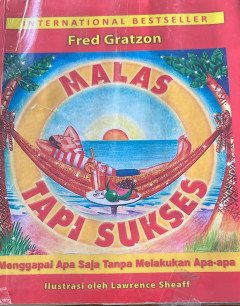 INTERNATIONAL BESTSELLER
Fred Gratzon
MALAS
TAPI SUKSES
Menggapai Apa Saja Tanpa Melakukan Apa-apa
Ilustrasi oleh Lawrence Sheaff